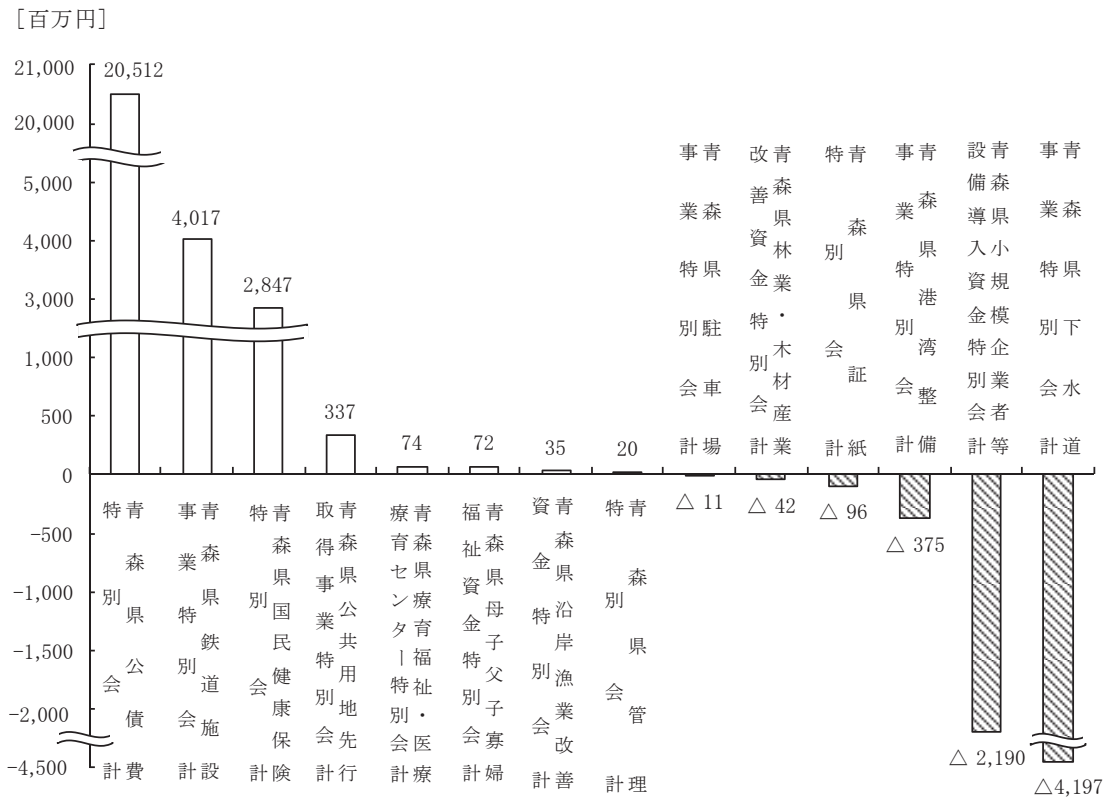 [百万円]
21,000
20,000
5,000
4,000
3,000
1,000
500
0
−500
−1,000
−1,500
−2,000
−4,500
20,512
4,017
2,847
337
74
72
35
20
△ 11
△ 42
△ 96
△ 375
△ 2,190
△4,197
青森県公債費
特別会計
青森県鉄道施設
事業特別会計
青森県国民健康保険
特別会計
青森県公共用地先行
取得事業特別会計
青森県療育福祉・医療
療育センター特別会計
青森県母子父子寡婦
福祉資金特別会計
青森県沿岸漁業改善
資金特別会計
青森県管理
特別会計
青森県駐車場
事業特別会計
青森県林業・木材産業
改善資金特別会計
青森県証紙
特別会計
青森県港湾整備
事業特別会計
青森県小規模企業者等
設備導入資金特別会計
青森県下水道
事業特別会計